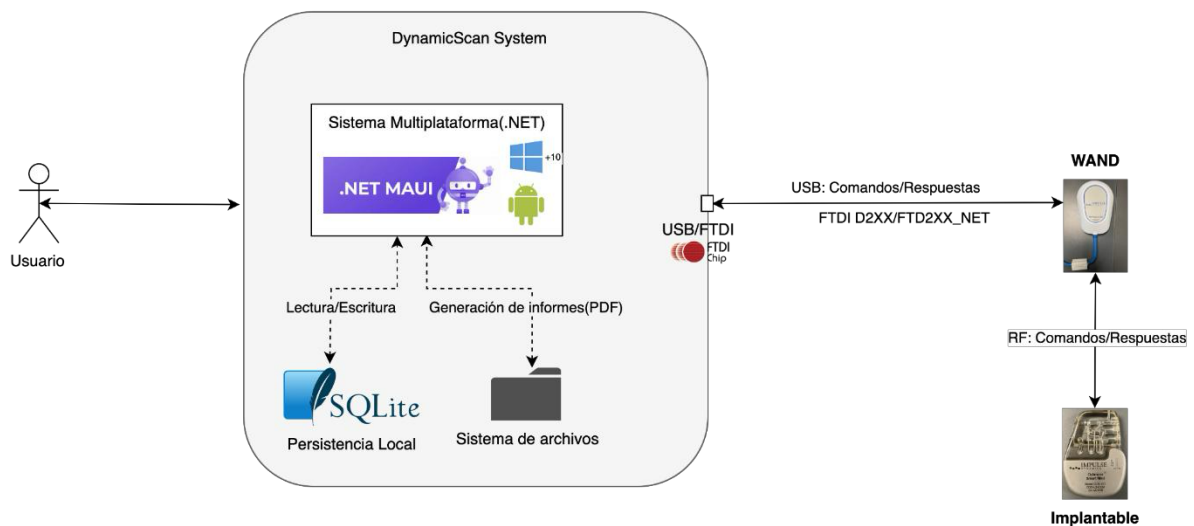 DynamicScan System
Sistema Multiplataforma(.NET)
.NET MAUI
+10
Usuario
Lectura/Escritura
Generación de informes(PDF)
SQLite
Persistencia Local
Sistema de archivos
USB/FTDI
FTDI
Chip
USB: Comandos/Respuestas
FTDI D2XX/FTD2XX_NET
WAND
RF: Comandos/Respuestas
IMPULSE
Implantable